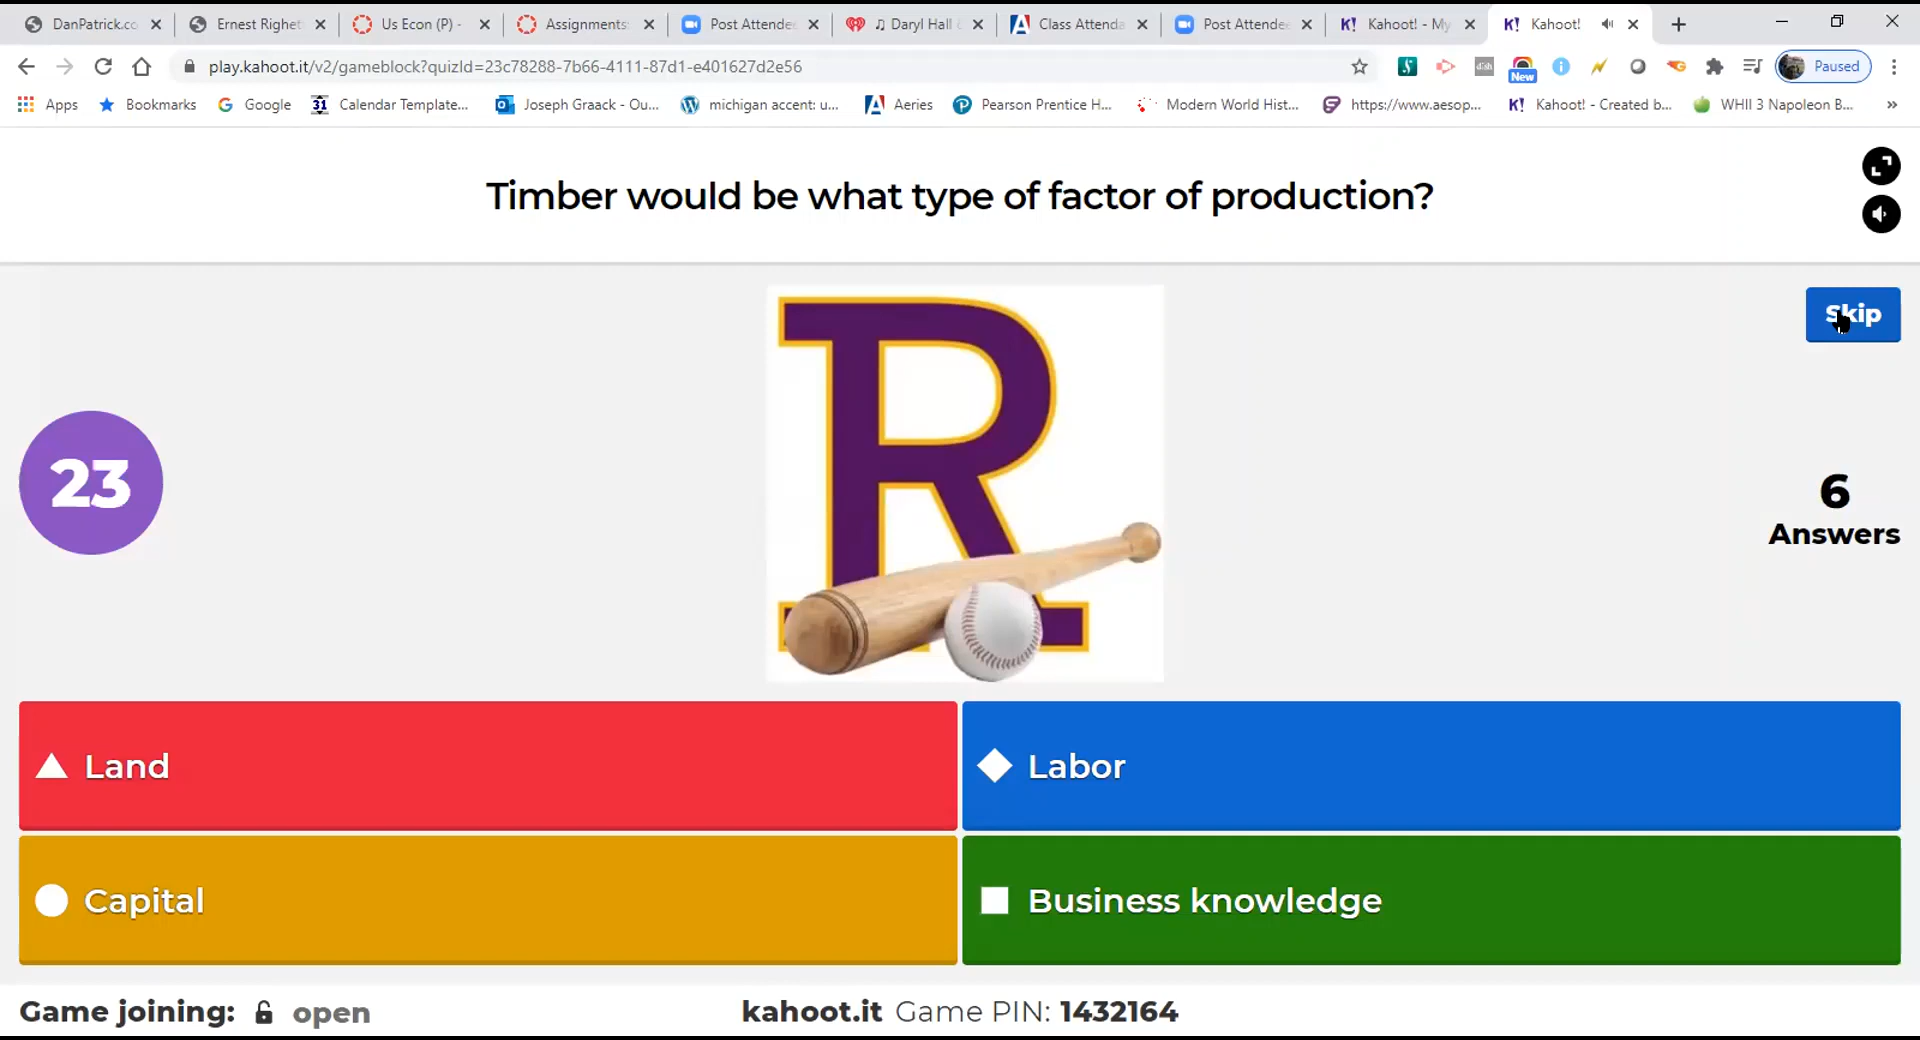 DanPatrick.co
Ernest Righet
Us Econ (P) -
Assignments
Post Attende
♫ Daryl Hall
Class Attenda
Post Attende
K! Kahoot! - My
K! Kahoot!
play.kahoot.it/v2/gameblock?quizId=23c78288-7b66-4111-87d1-e401627d2e56
dish
New
Paused
Apps
Bookmarks
G Google
31 Calendar Template...
Joseph Graack - Ou...
michigan accent: u...
Aeries
Pearson Prentice H...
Modern World Hist...
https://www.aesop...
K! Kahoot! - Created b...
WHII 3 Napoleon B...
»
Timber would be what type of factor of production?
Skip
R
23
6
Answers
Land
Labor
Capital
Business knowledge
Game joining: open
kahoot.it Game PIN: 1432164